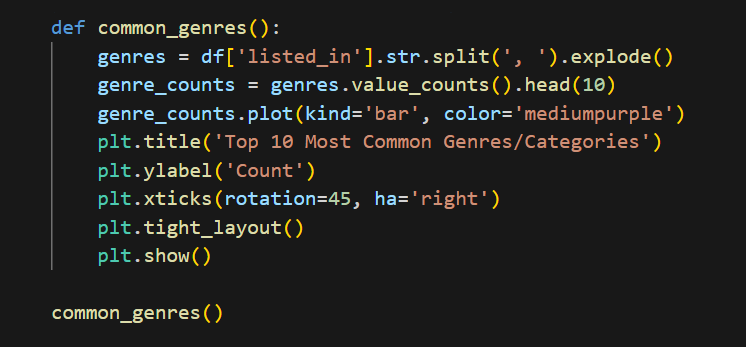 def common_genres():
    genres = df['listed_in'].str.split(', ').explode()
    genre_counts = genres.value_counts().head(10)
    genre_counts.plot(kind='bar', color='mediumpurple')
    plt.title('Top 10 Most Common Genres/Categories')
    plt.ylabel('Count')
    plt.xticks(rotation=45, ha='right')
    plt.tight_layout()
    plt.show()

common_genres()